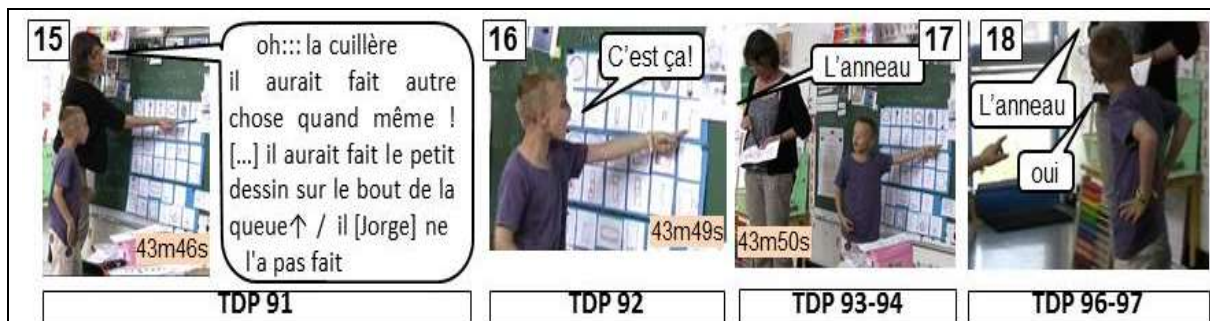 15
oh::: la cuillère
il aurait fait autre
chose quand même !
[...] il aurait fait le petit
dessin sur le bout de la
queue↑ / il [Jorge] ne
l'a pas fait
43m46s
TDP 91
16
C'est ça!
43m49s
TDP 92
17
L'anneau
43m50s
TDP 93-94
18
L'anneau
oui
TDP 96-97